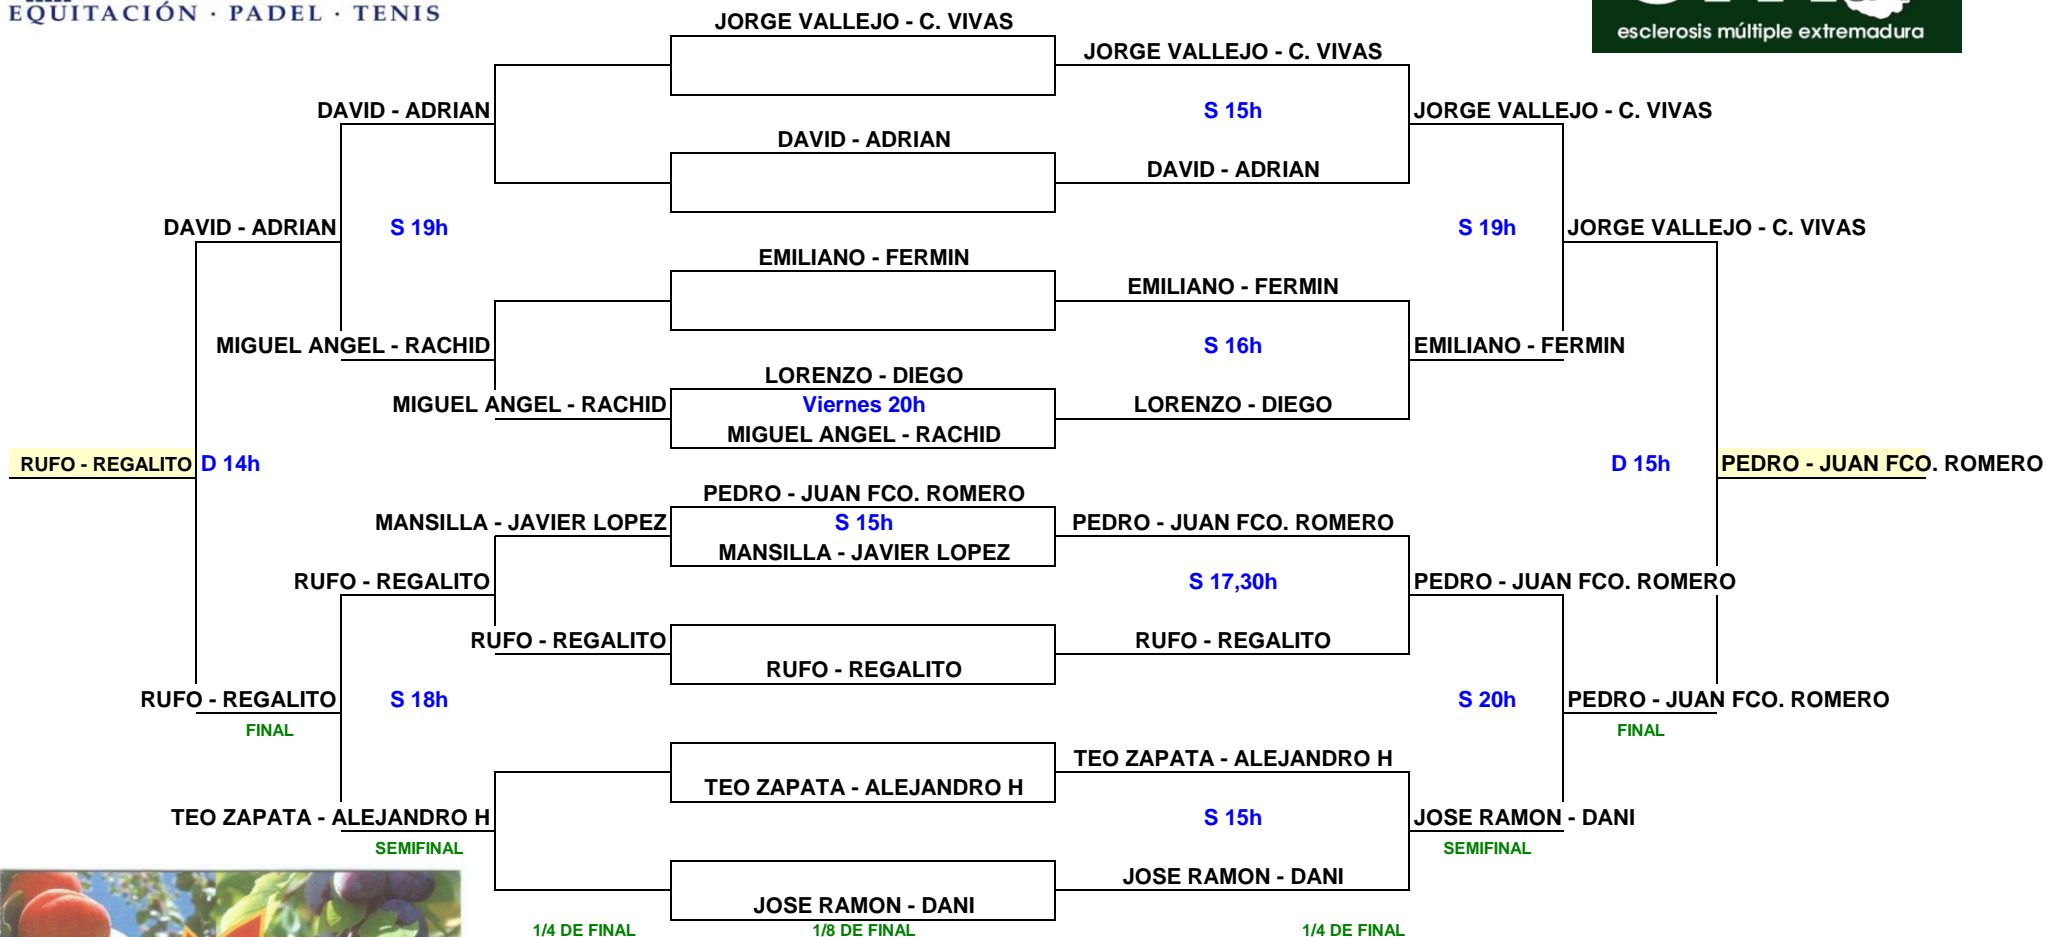 EQUITACIÓN · PADEL · TENIS
esclerosis múltiple extremadura
JORGE VALLEJO - C. VIVAS
JORGE VALLEJO - C. VIVAS
DAVID - ADRIAN
S 15h
JORGE VALLEJO - C. VIVAS
DAVID - ADRIAN
DAVID - ADRIAN
DAVID - ADRIAN
S 19h
S 19h
JORGE VALLEJO - C. VIVAS
EMILIANO - FERMIN
EMILIANO - FERMIN
MIGUEL ANGEL - RACHID
S 16h
EMILIANO - FERMIN
LORENZO - DIEGO
MIGUEL ANGEL - RACHID
Viernes 20h
LORENZO - DIEGO
MIGUEL ANGEL - RACHID
RUFO - REGALITO
D 14h
D 15h
PEDRO - JUAN FCO. ROMERO
PEDRO - JUAN FCO. ROMERO
MANSILLA - JAVIER LOPEZ
S 15h
PEDRO - JUAN FCO. ROMERO
MANSILLA - JAVIER LOPEZ
RUFO - REGALITO
S 17,30h
PEDRO - JUAN FCO. ROMERO
RUFO - REGALITO
RUFO - REGALITO
RUFO - REGALITO
RUFO - REGALITO
S 18h
S 20h
PEDRO - JUAN FCO. ROMERO
FINAL
FINAL
TEO ZAPATA - ALEJANDRO H
TEO ZAPATA - ALEJANDRO H
TEO ZAPATA - ALEJANDRO H
S 15h
JOSE RAMON - DANI
SEMIFINAL
SEMIFINAL
JOSE RAMON - DANI
JOSE RAMON - DANI
1/4 DE FINAL
1/8 DE FINAL
1/4 DE FINAL